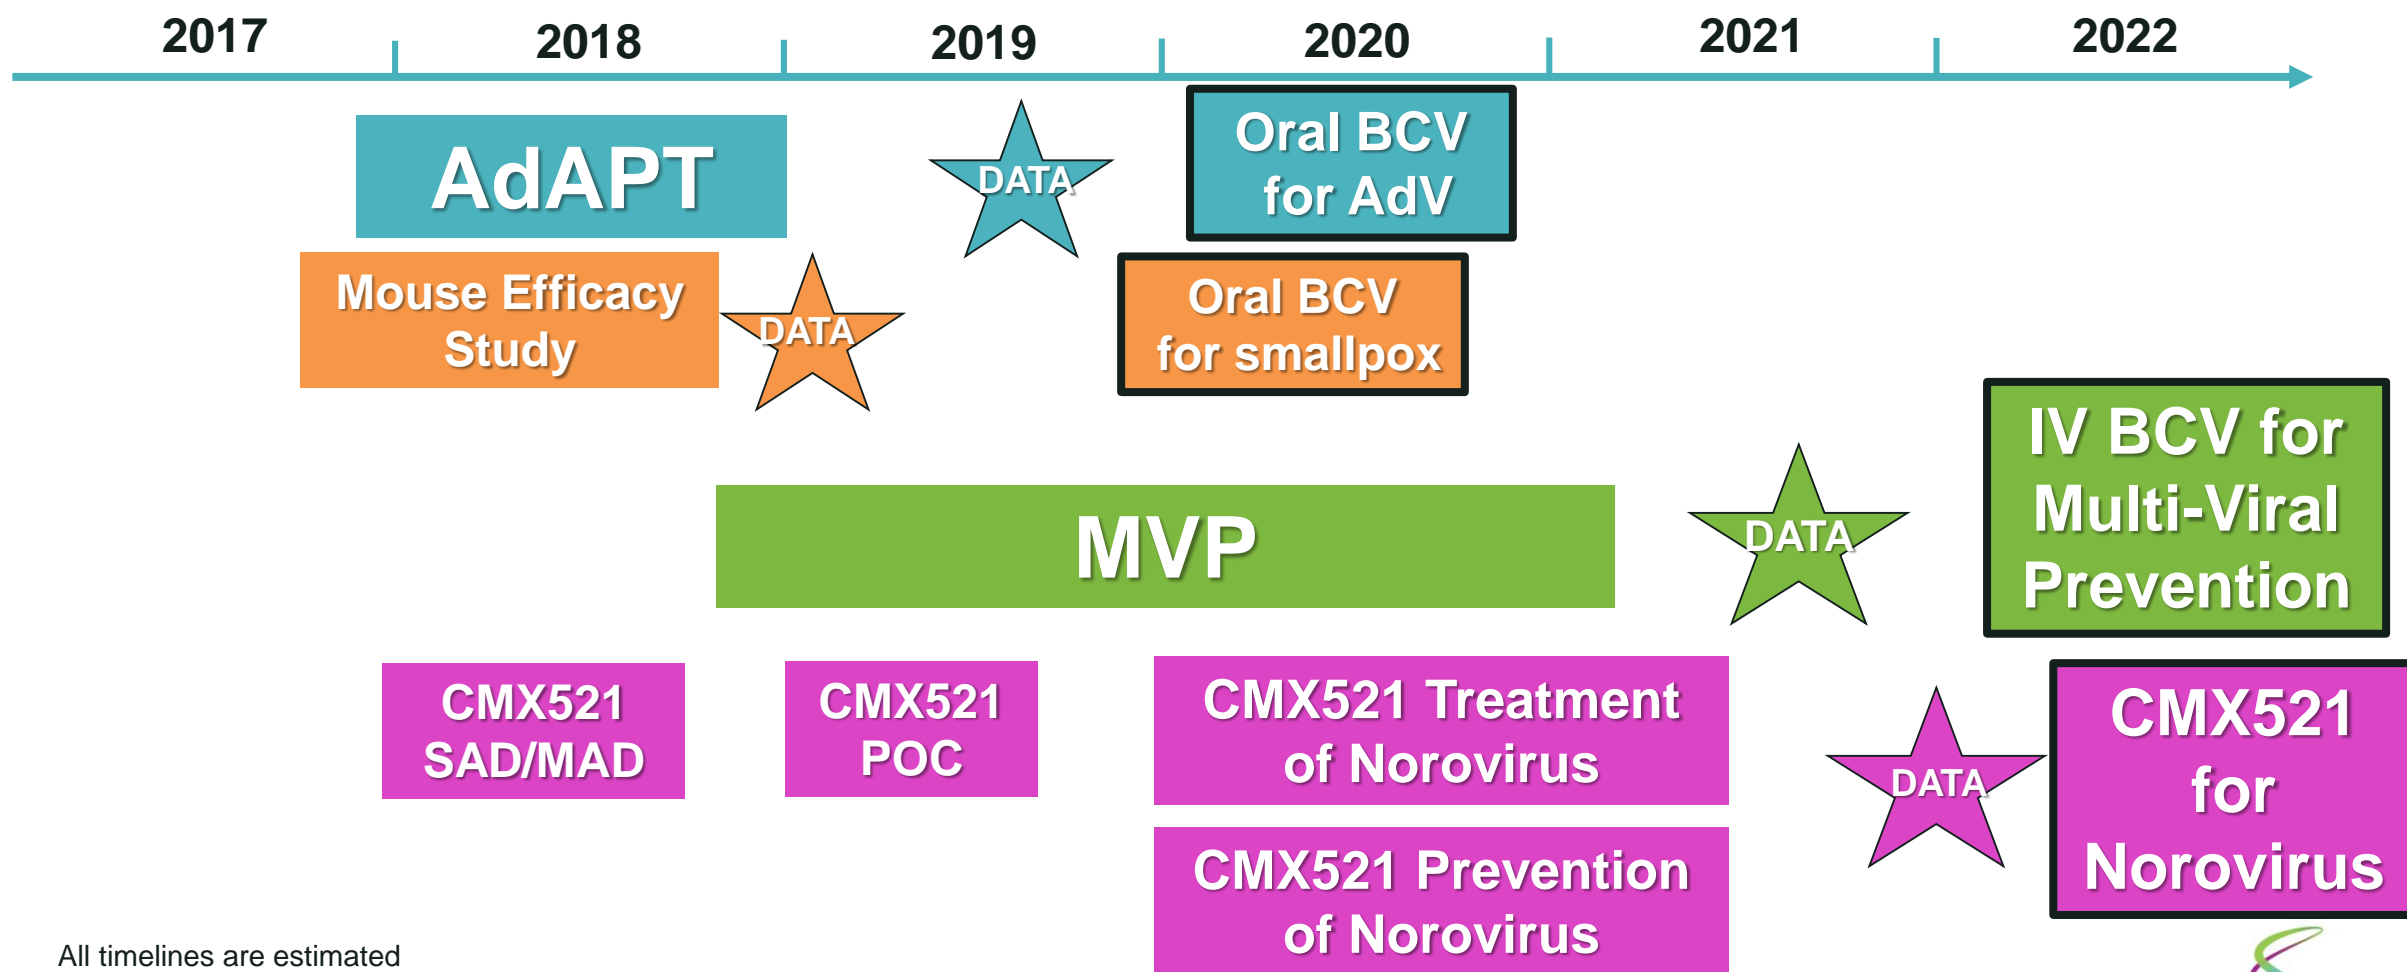 2017
2018
2019
2020
2021
2022
AdAPT
DATA
Oral BCV
for AdV
Mouse Efficacy
Study
DATA
Oral BCV
for smallpox
MVP
DATA
IV BCV for
Multi-Viral
Prevention
CMX521
SAD/MAD
CMX521
POC
CMX521 Treatment
of Norovirus
CMX521 Prevention
of Norovirus
DATA
CMX521
for
Norovirus
All timelines are estimated